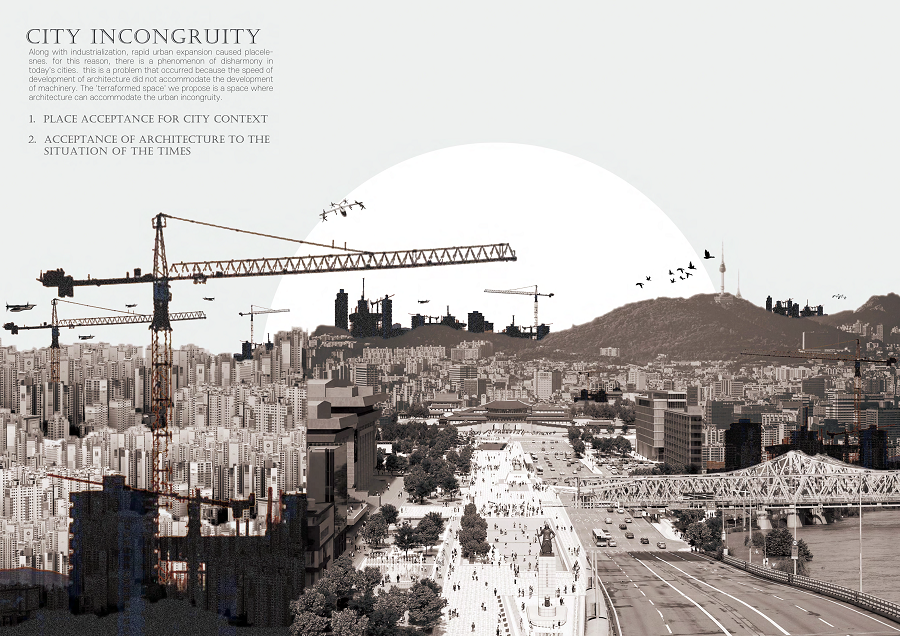 CITY INCONGRUITY
Along with industrialization, rapid urban expansion caused placele-
snes. for this reason, there is a phenomenon of disharmony in
today's cities. this is a problem that occurred because the speed of
development of architecture did not accommodate the development
of machinery. The 'terraformed space' we propose is a space where
architecture can accommodate the urban incongruity.
1. PLACE ACCEPTANCE FOR CITY CONTEXT
2. ACCEPTANCE OF ARCHITECTURE TO THE
SITUATION OF THE TIMES